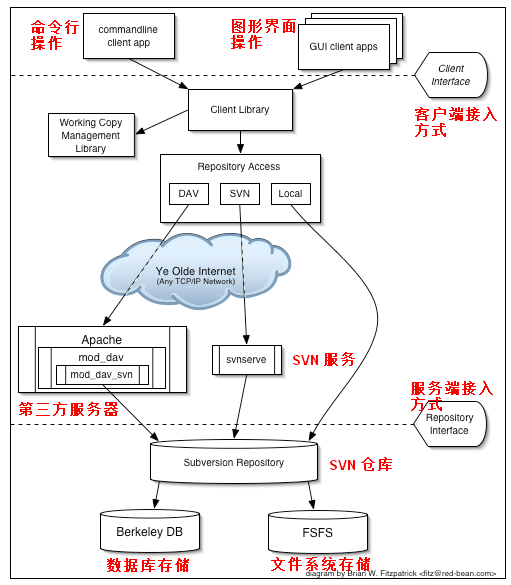 命令行
操作
commandline
client app
图形界面
操作
GUI client apps
Client
Interface
客户端接入
方式
Client Library
Working Copy
Management
Library
Repository Access
DAV
SVN
Local
Ye Olde Internet
(Any TCP/IP Network)
Apache
mod_dav
mod_dav_svn
第三方服务器
svnserve
SVN 服务
服务端接入
方式
Repository
Interface
Subversion Repository
SVN 仓库
Berkeley DB
数据库存储
FSFS
文件系统存储
diagram by Brian W. Fitzpatrick <fitz@red-bean.com>